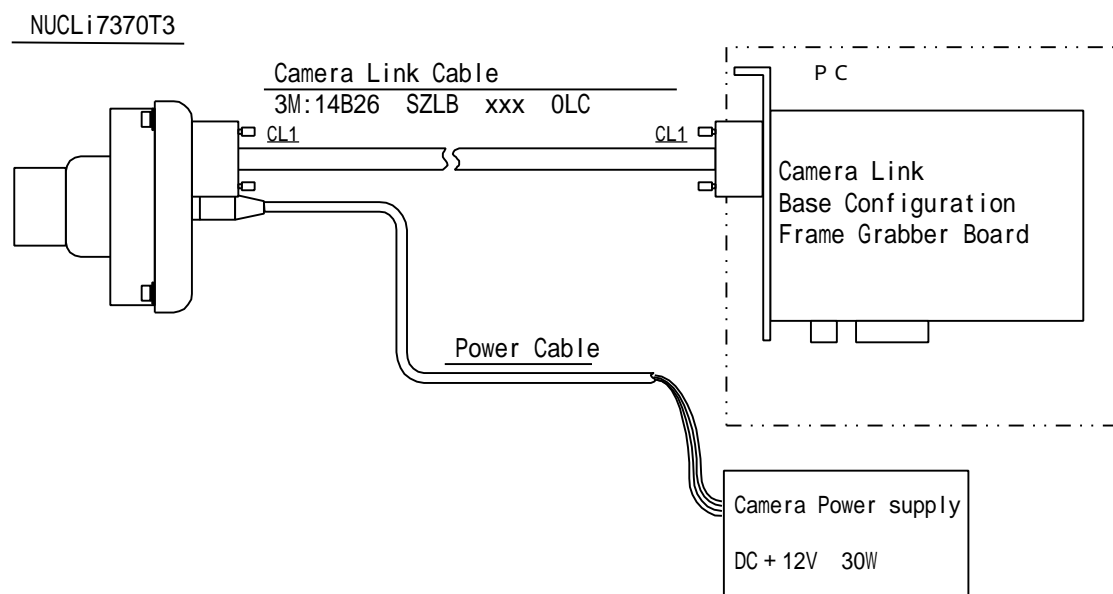 NUCLi7370T3
Camera Link Cable
3M:14B26 SZLB xxx 0LC
CL1
CL1
PC
Camera Link
Base Configuration
Frame Grabber Board
Power Cable
Camera Power supply
DC + 12V 30W